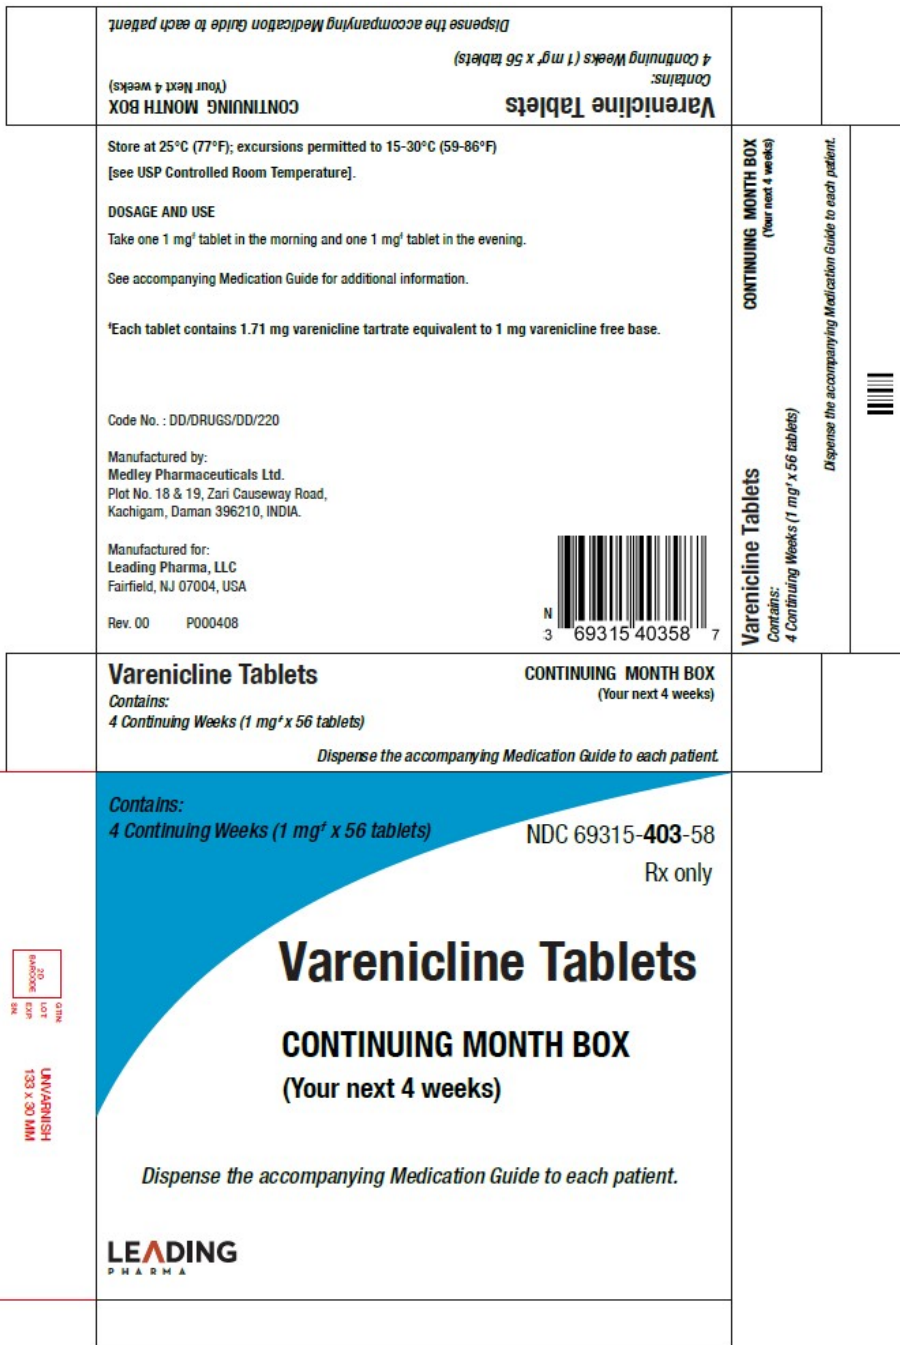 Dispense the accompanying Medication Guide to each patient.
4 Continuing Weeks (1 mg‡ x 56 tablets)
Contains:
Varenicline Tablets
CONTINUING MONTH BOX
(Your Next 4 weeks)
Store at 25°C (77°F); excursions permitted to 15-30°C (59-86°F)
[see USP Controlled Room Temperature].
DOSAGE AND USE
Take one 1 mg‡ tablet in the morning and one 1 mg‡ tablet in the evening.
See accompanying Medication Guide for additional information.
‡Each tablet contains 1.71 mg varenicline tartrate equivalent to 1 mg varenicline free base.
Code No. : DD/DRUGS/DD/220
Manufactured by:
Medley Pharmaceuticals Ltd.
Plot No. 18 & 19, Zari Causeway Road,
Kachigam, Daman 396210, INDIA.
Manufactured for:
Leading Pharma, LLC
Fairfield, NJ 07004, USA
Rev. 00 P000408
N
3 69315 40358 7
Varenicline Tablets
Contains:
4 Continuing Weeks (1 mg‡ x 56 tablets)
CONTINUING MONTH BOX
(Your next 4 weeks)
Dispense the accompanying Medication Guide to each patient.
Varenicline Tablets
CONTINUING MONTH BOX
(Your next 4 weeks)
Contains:
4 Continuing Weeks (1 mg‡ x 56 tablets)
Dispense the accompanying Medication Guide to each patient.
Contains:
4 Continuing Weeks (1 mg‡ x 56 tablets)
NDC 69315-403-58
Rx only
Varenicline Tablets
CONTINUING MONTH BOX
(Your next 4 weeks)
Dispense the accompanying Medication Guide to each patient.
LEADING
PHARMA
2D
BARCODE
GTIN
LOT
EXP.
SN.
UNVARNISH
133 x 30 MM